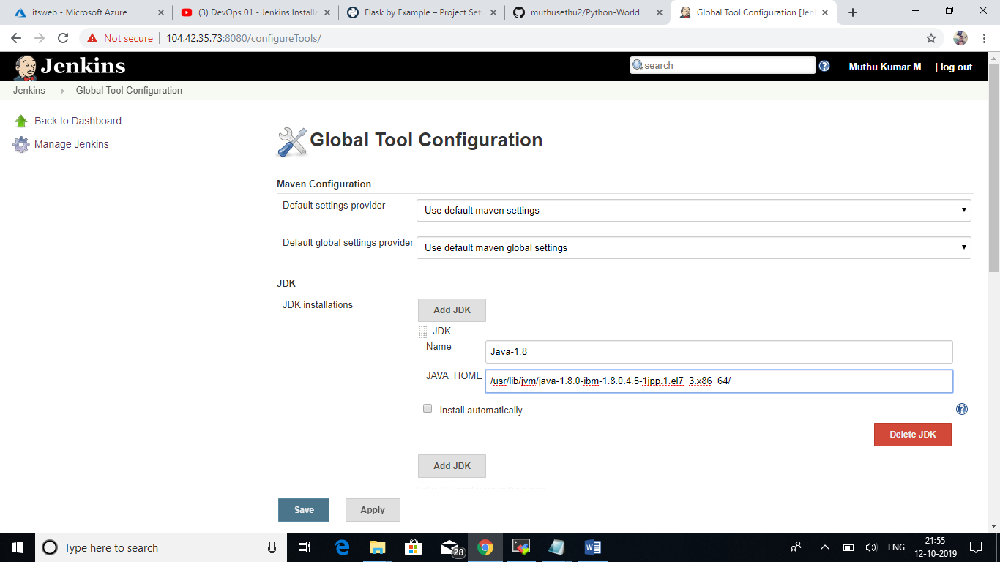 itsweb - Microsoft Azure
(3) DevOps 01 - Jenkins Installa
Flask by Example – Project Setu
muthusethu2/Python-World
Global Tool Configuration [Jen
Not secure
104.42.35.73:8080/configureTools/
Jenkins
search
Muthu Kumar M
log out
Jenkins
Global Tool Configuration
Back to Dashboard
Manage Jenkins
Global Tool Configuration
Maven Configuration
Default settings provider
Use default maven settings
Default global settings provider
Use default maven global settings
JDK
JDK installations
Add JDK
JDK
Name
Java-1.8
JAVA_HOME
/usr/lib/jvm/java-1.8.0-ibm-1.8.0.4.5-1jpp.1.el7_3.x86_64/
Install automatically
Delete JDK
Add JDK
Save
Apply
Type here to search
28
ENG
21:55
12-10-2019